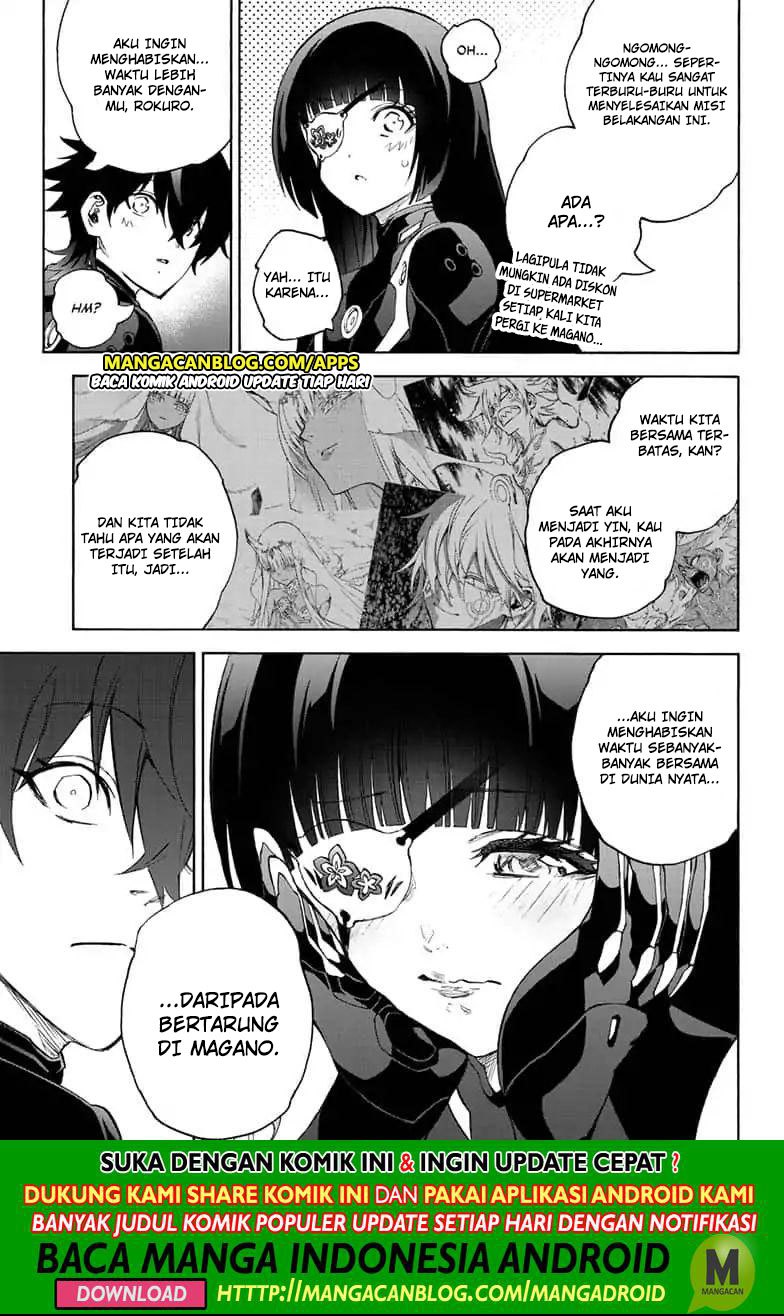 NGOMONG-
NGOMONG... SEPER-
TINYA KAU SANGAT
TERBURU-BURU UNTUK
MENYELESAIKAN MISI
BELAKANGAN INI.
ADA
APA...?
LAGIPULA TIDAK
MUNGKIN ADA DISKON
DI SUPERMARKET
SETIAP KALI KITA
PERGI KE MAGANO...
OH...
YAH... ITU
KARENA...
AKU INGIN
MENGHABISKAN...
WAKTU LEBIH
BANYAK DENGAN-
MU, ROKURO.
HM?
MANGACANBLOG.COM/APPS
BACA KOMIK ANDROID UPDATE TIAP HARI
WAKTU KITA
BERSAMA TER-
BATAS, KAN?
SAAT AKU
MENJADI YIN, KAU
PADA AKHIRNYA
AKAN MENJADI
YANG.
DAN KITA TIDAK
TAHU APA YANG AKAN
TERJADI SETELAH
ITU, JADI...
...AKU INGIN
MENGHABISKAN
WAKTU SEBANYAK-
BANYAK BERSAMA
DI DUNIA NYATA...
...DARIPADA
BERTARUNG
DI MAGANO.
SUKA DENGAN KOMIK INI & INGIN UPDATE CEPAT ?
DUKUNG KAMI SHARE KOMIK INI DAN PAKAI APLIKASI ANDROID KAMI
BANYAK JUDUL KOMIK POPULER UPDATE SETIAP HARI DENGAN NOTIFIKASI
BACA MANGA INDONESIA ANDROID
DOWNLOAD HTTTP://MANGACANBLOG.COM/MANGADROID
M
MANGACAN